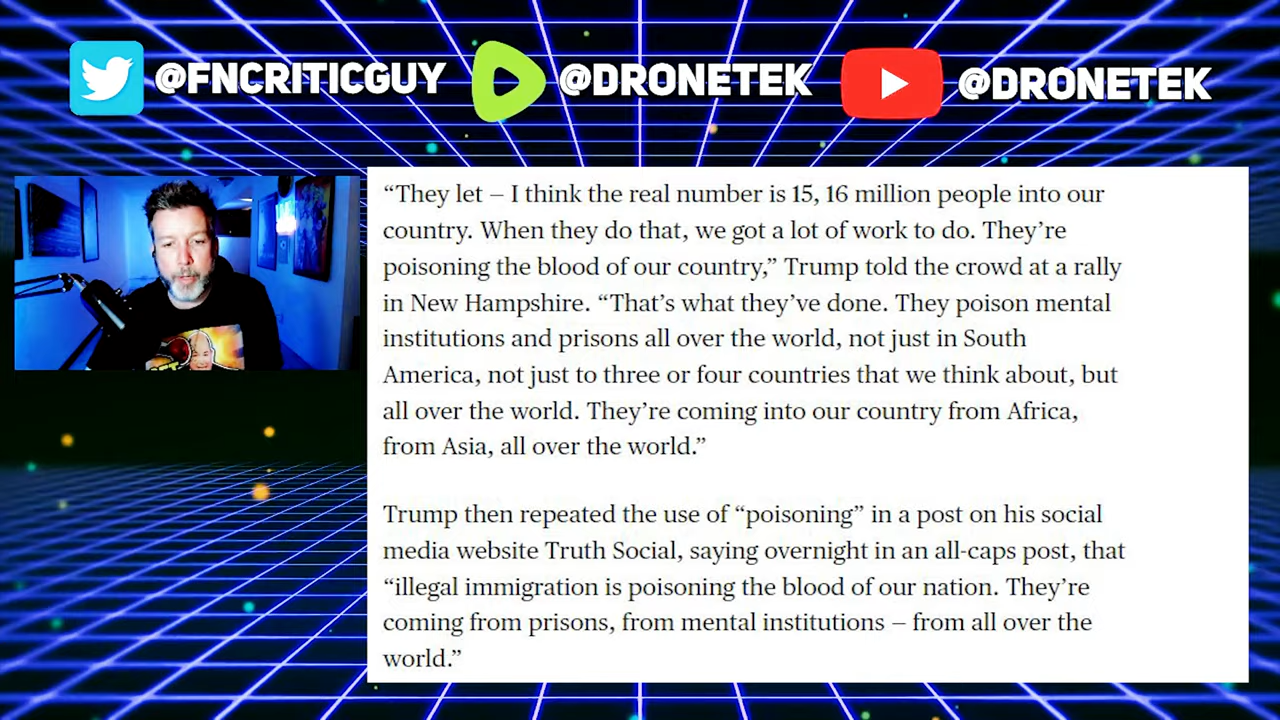 @FNCRITICGUY
@DRONETEK
@DRONETEK
“They let – I think the real number is 15, 16 million people into our
country. When they do that, we got a lot of work to do. They’re
poisoning the blood of our country,” Trump told the crowd at a rally
in New Hampshire. “That’s what they’ve done. They poison mental
institutions and prisons all over the world, not just in South
America, not just to three or four countries that we think about, but
all over the world. They’re coming into our country from Africa,
from Asia, all over the world.”
Trump then repeated the use of “poisoning” in a post on his social
media website Truth Social, saying overnight in an all-caps post, that
“illegal immigration is poisoning the blood of our nation. They’re
coming from prisons, from mental institutions – from all over the
world.”